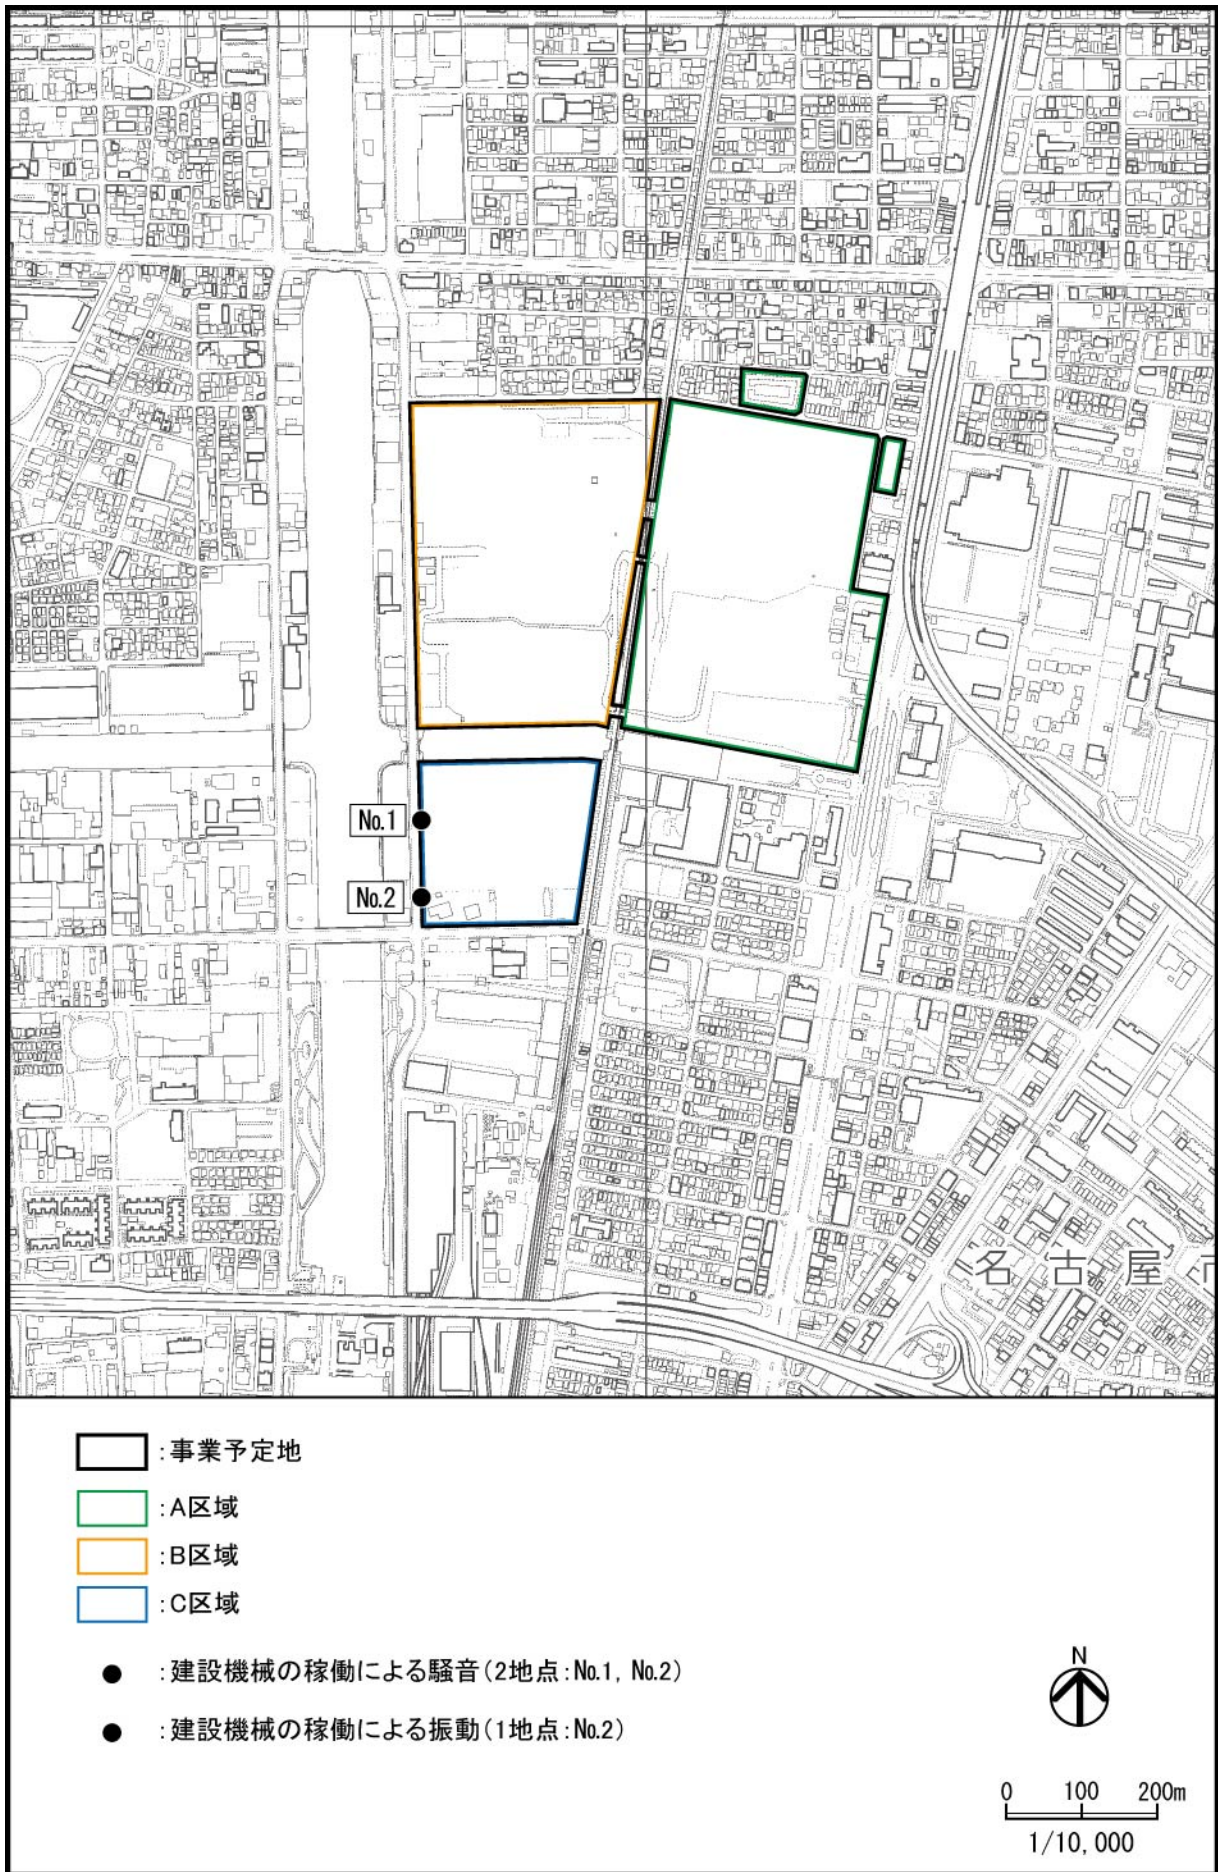 No.1
No.2
名古屋市
:事業予定地
:A区域
:B区域
:C区域
:建設機械の稼働による騒音(2地点:No.1, No.2)
:建設機械の稼働による振動(1地点:No.2)
N
0 100 200m
1/10,000